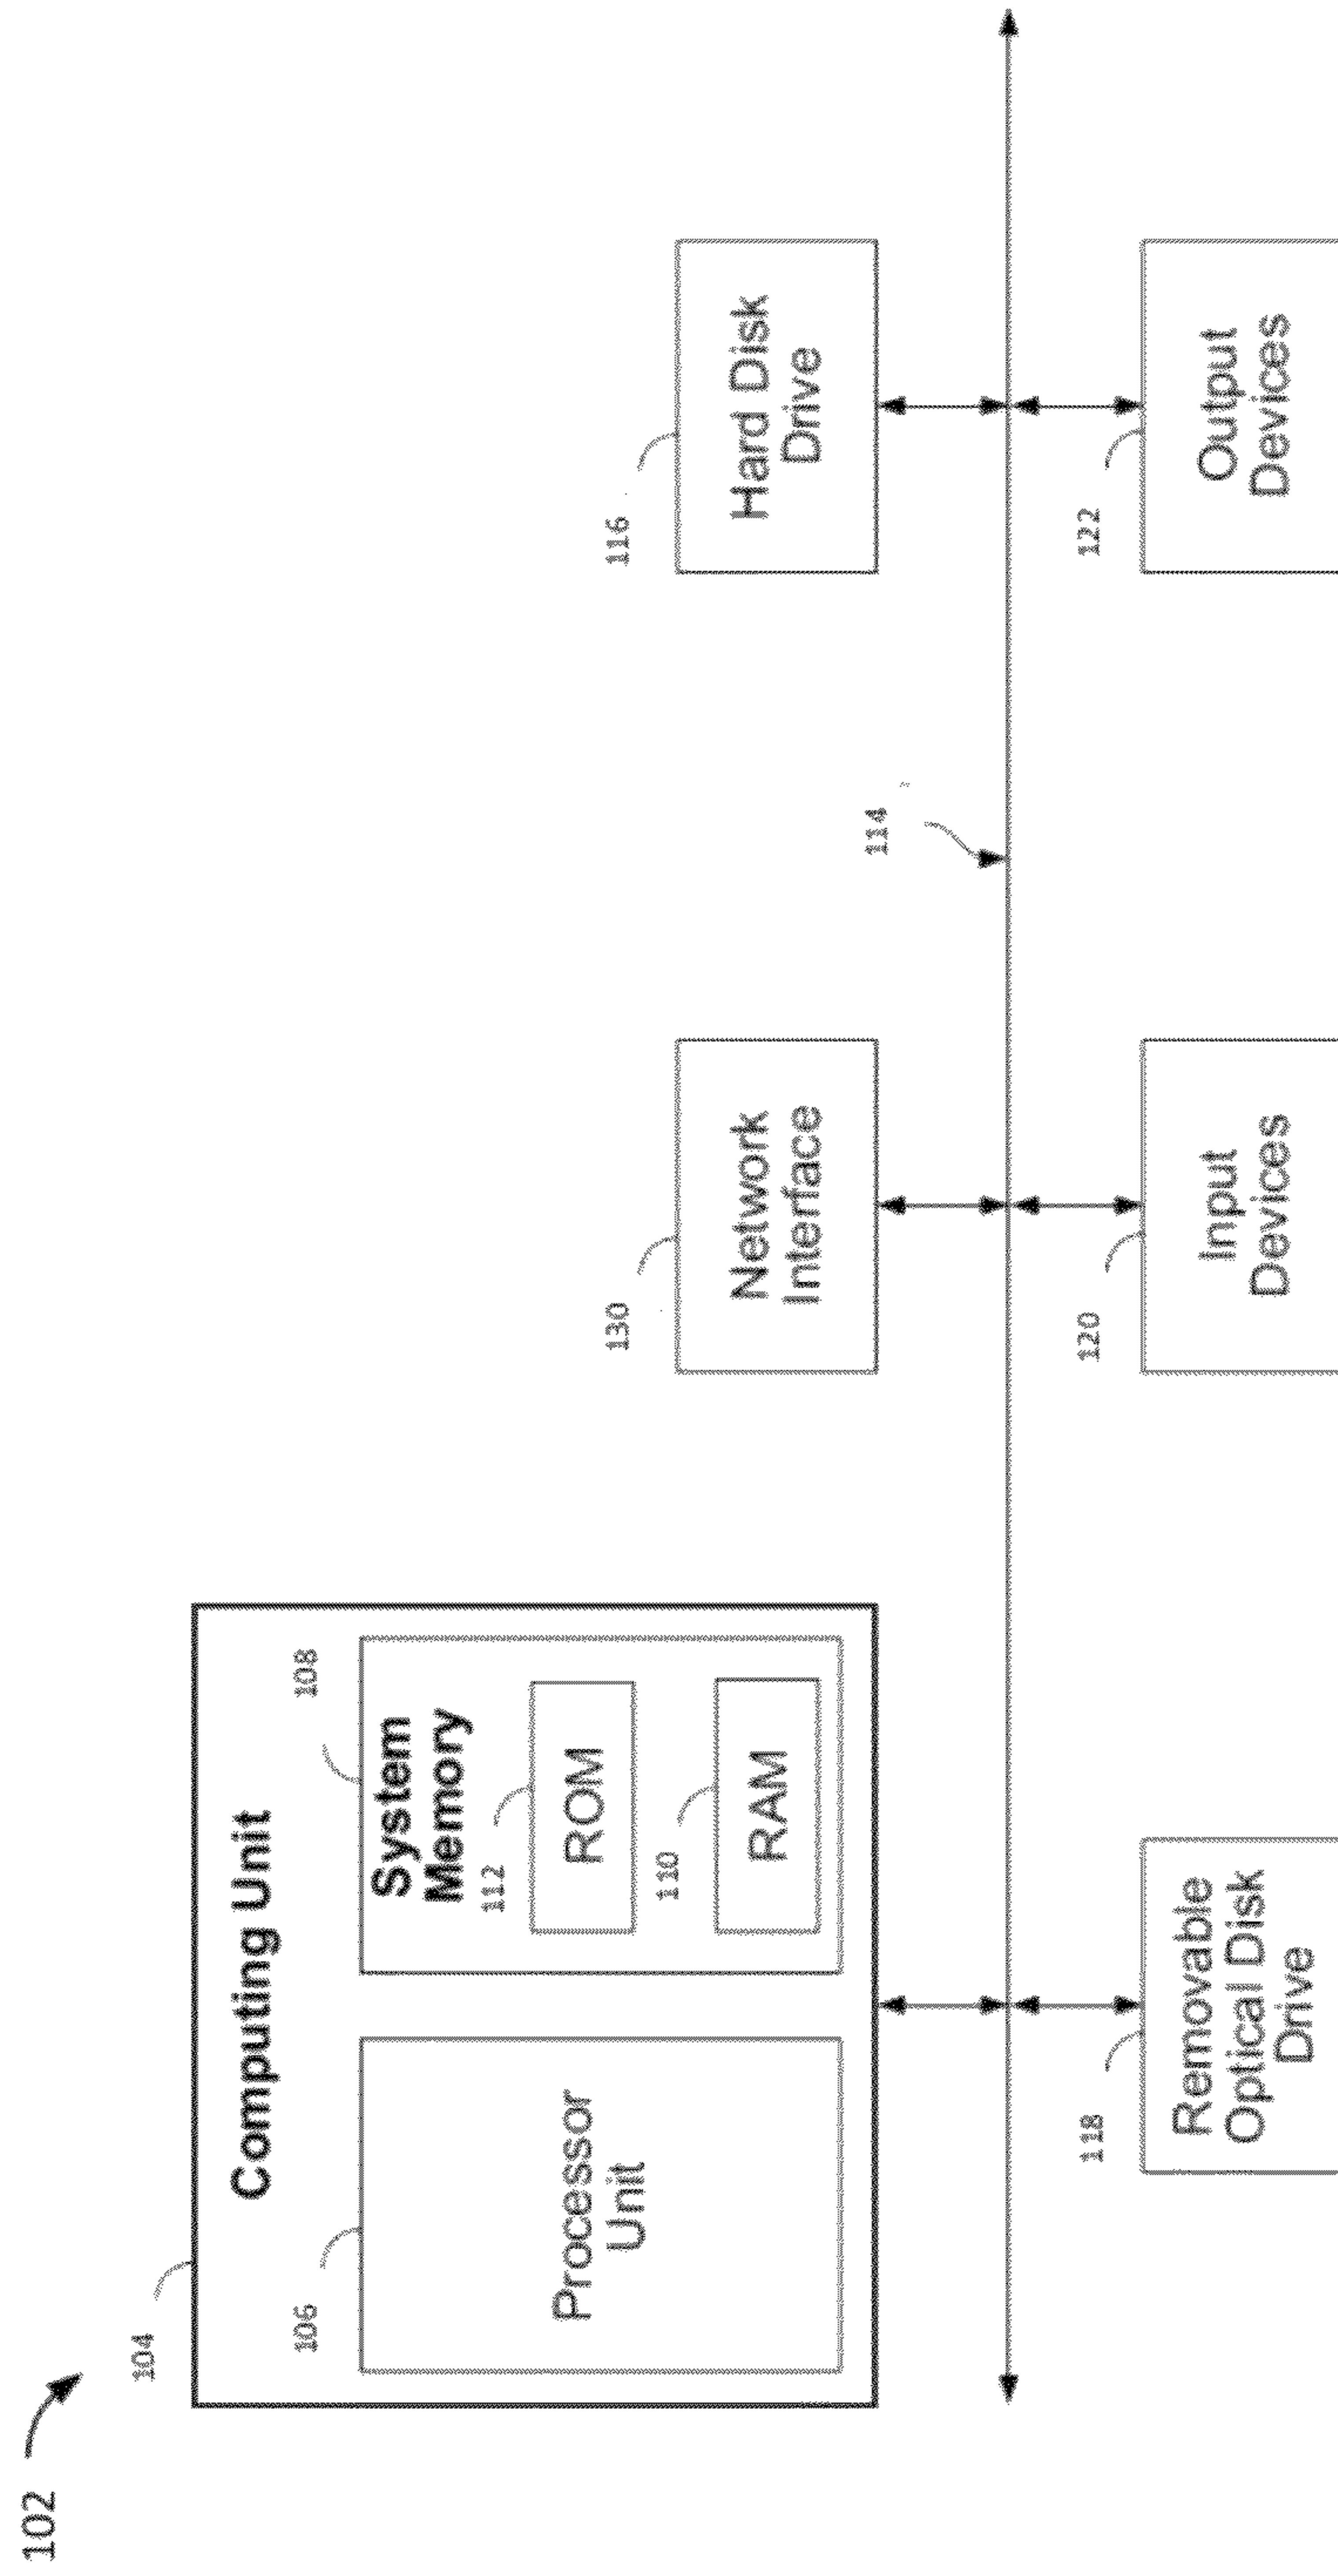 102
104
Computing Unit
106
Processor
Unit
108
System
Memory
112
ROM
110
RAM
130
Network
Interface
116
Hard Disk
Drive
114
118
Removable
Optical Disk
Drive
120
Input
Devices
122
Output
Devices